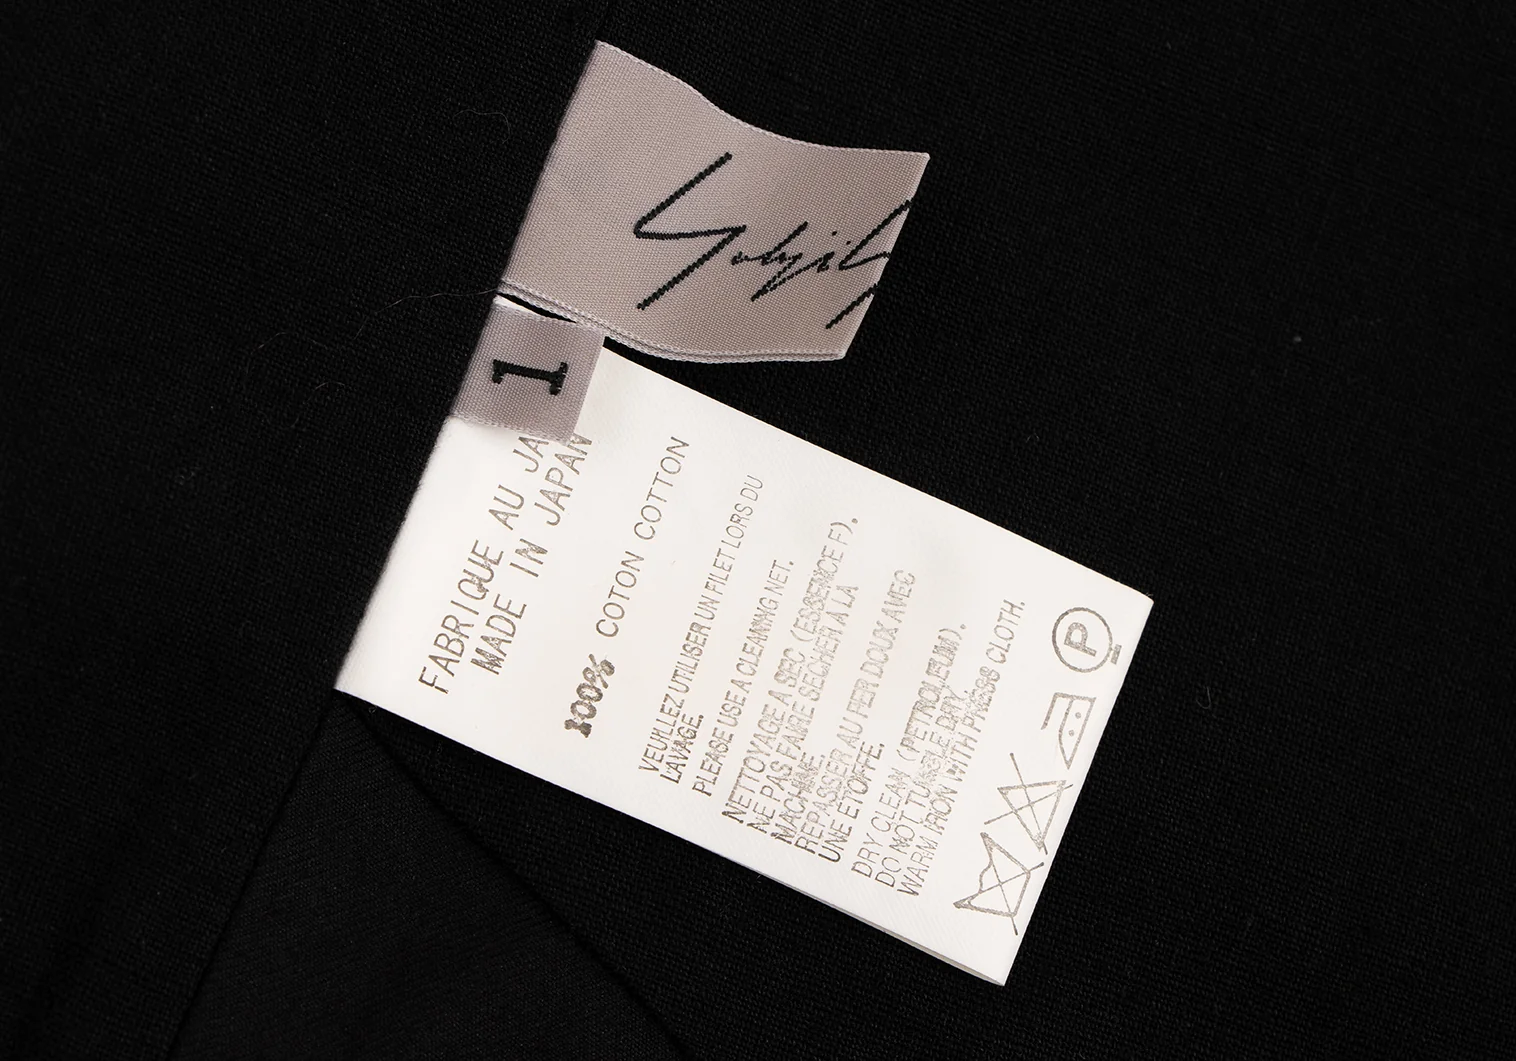 1
FABRIQUE AU JA
MADE IN JAPAN
100% COTON COTTON
VEUILLEZ UTILISER UN FILET LORS DU
LAVAGE.
PLEASE USE A CLEANING NET.
NETTOYAGE A SEC (ESSENCE F).
NE PAS FAIRE SECHER A LA
MACHINE.
REPASSER AU FER DOUX AVEC
UNE ETOFFE.
DRY CLEAN (PETROLEUM).
DO NOT TUMBLE DRY.
WARM IRON WITH PRESS CLOTH.
P